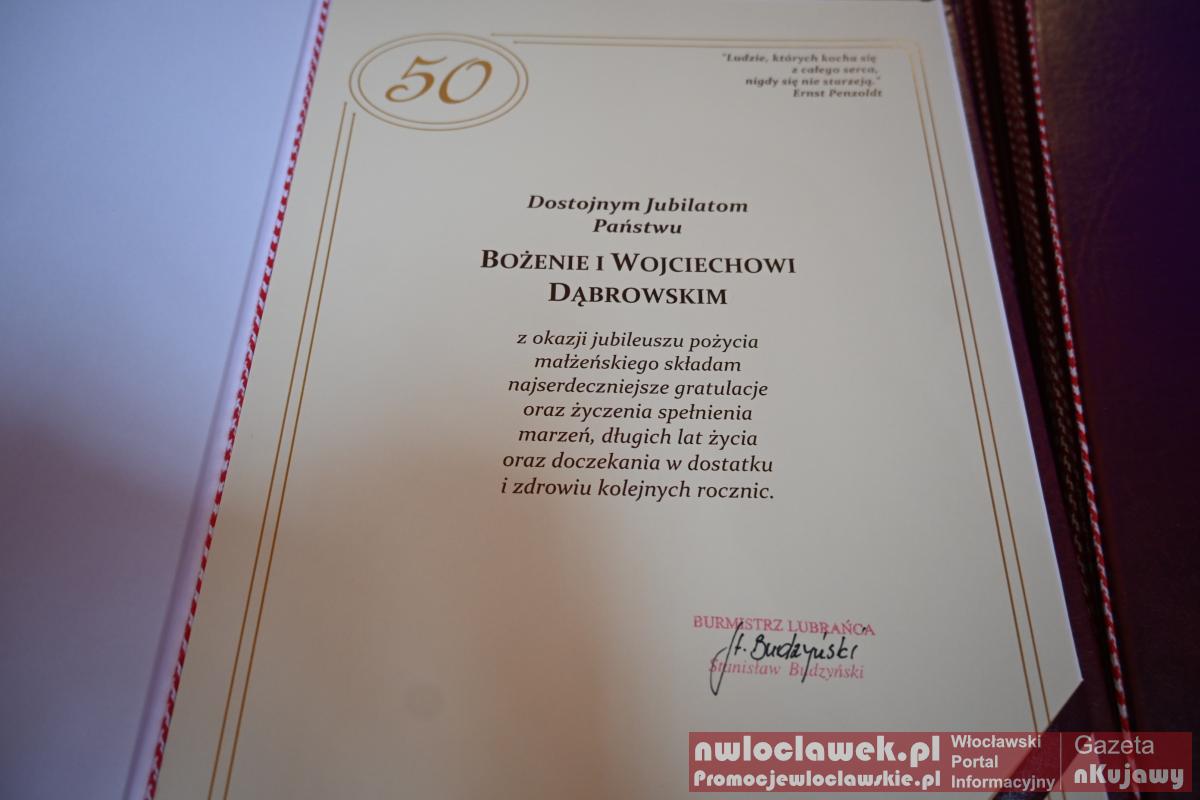 50
"Ludzie, których kocha się
z całego serca,
nigdy się nie starzeją."
Ernst Penzoldt
Dostojnym Jubilatom
Państwu
BOŻENIE I WOJCIECHOWI
DĄBROWSKIM
z okazji jubileuszu pożycia
małżeńskiego składam
najserdeczniejsze gratulacje
oraz życzenia spełnienia
marzeń, długich lat życia
oraz doczekania w dostatku
i zdrowiu kolejnych rocznic.
BURMISTRZ LUBRAŃCA
St. Budzyński
Stanisław Budzyński
nwloclawek.pl
Promocjewloclawskie.pl
Włocławski
Portal
Informacyjny
Gazeta
nKujawy